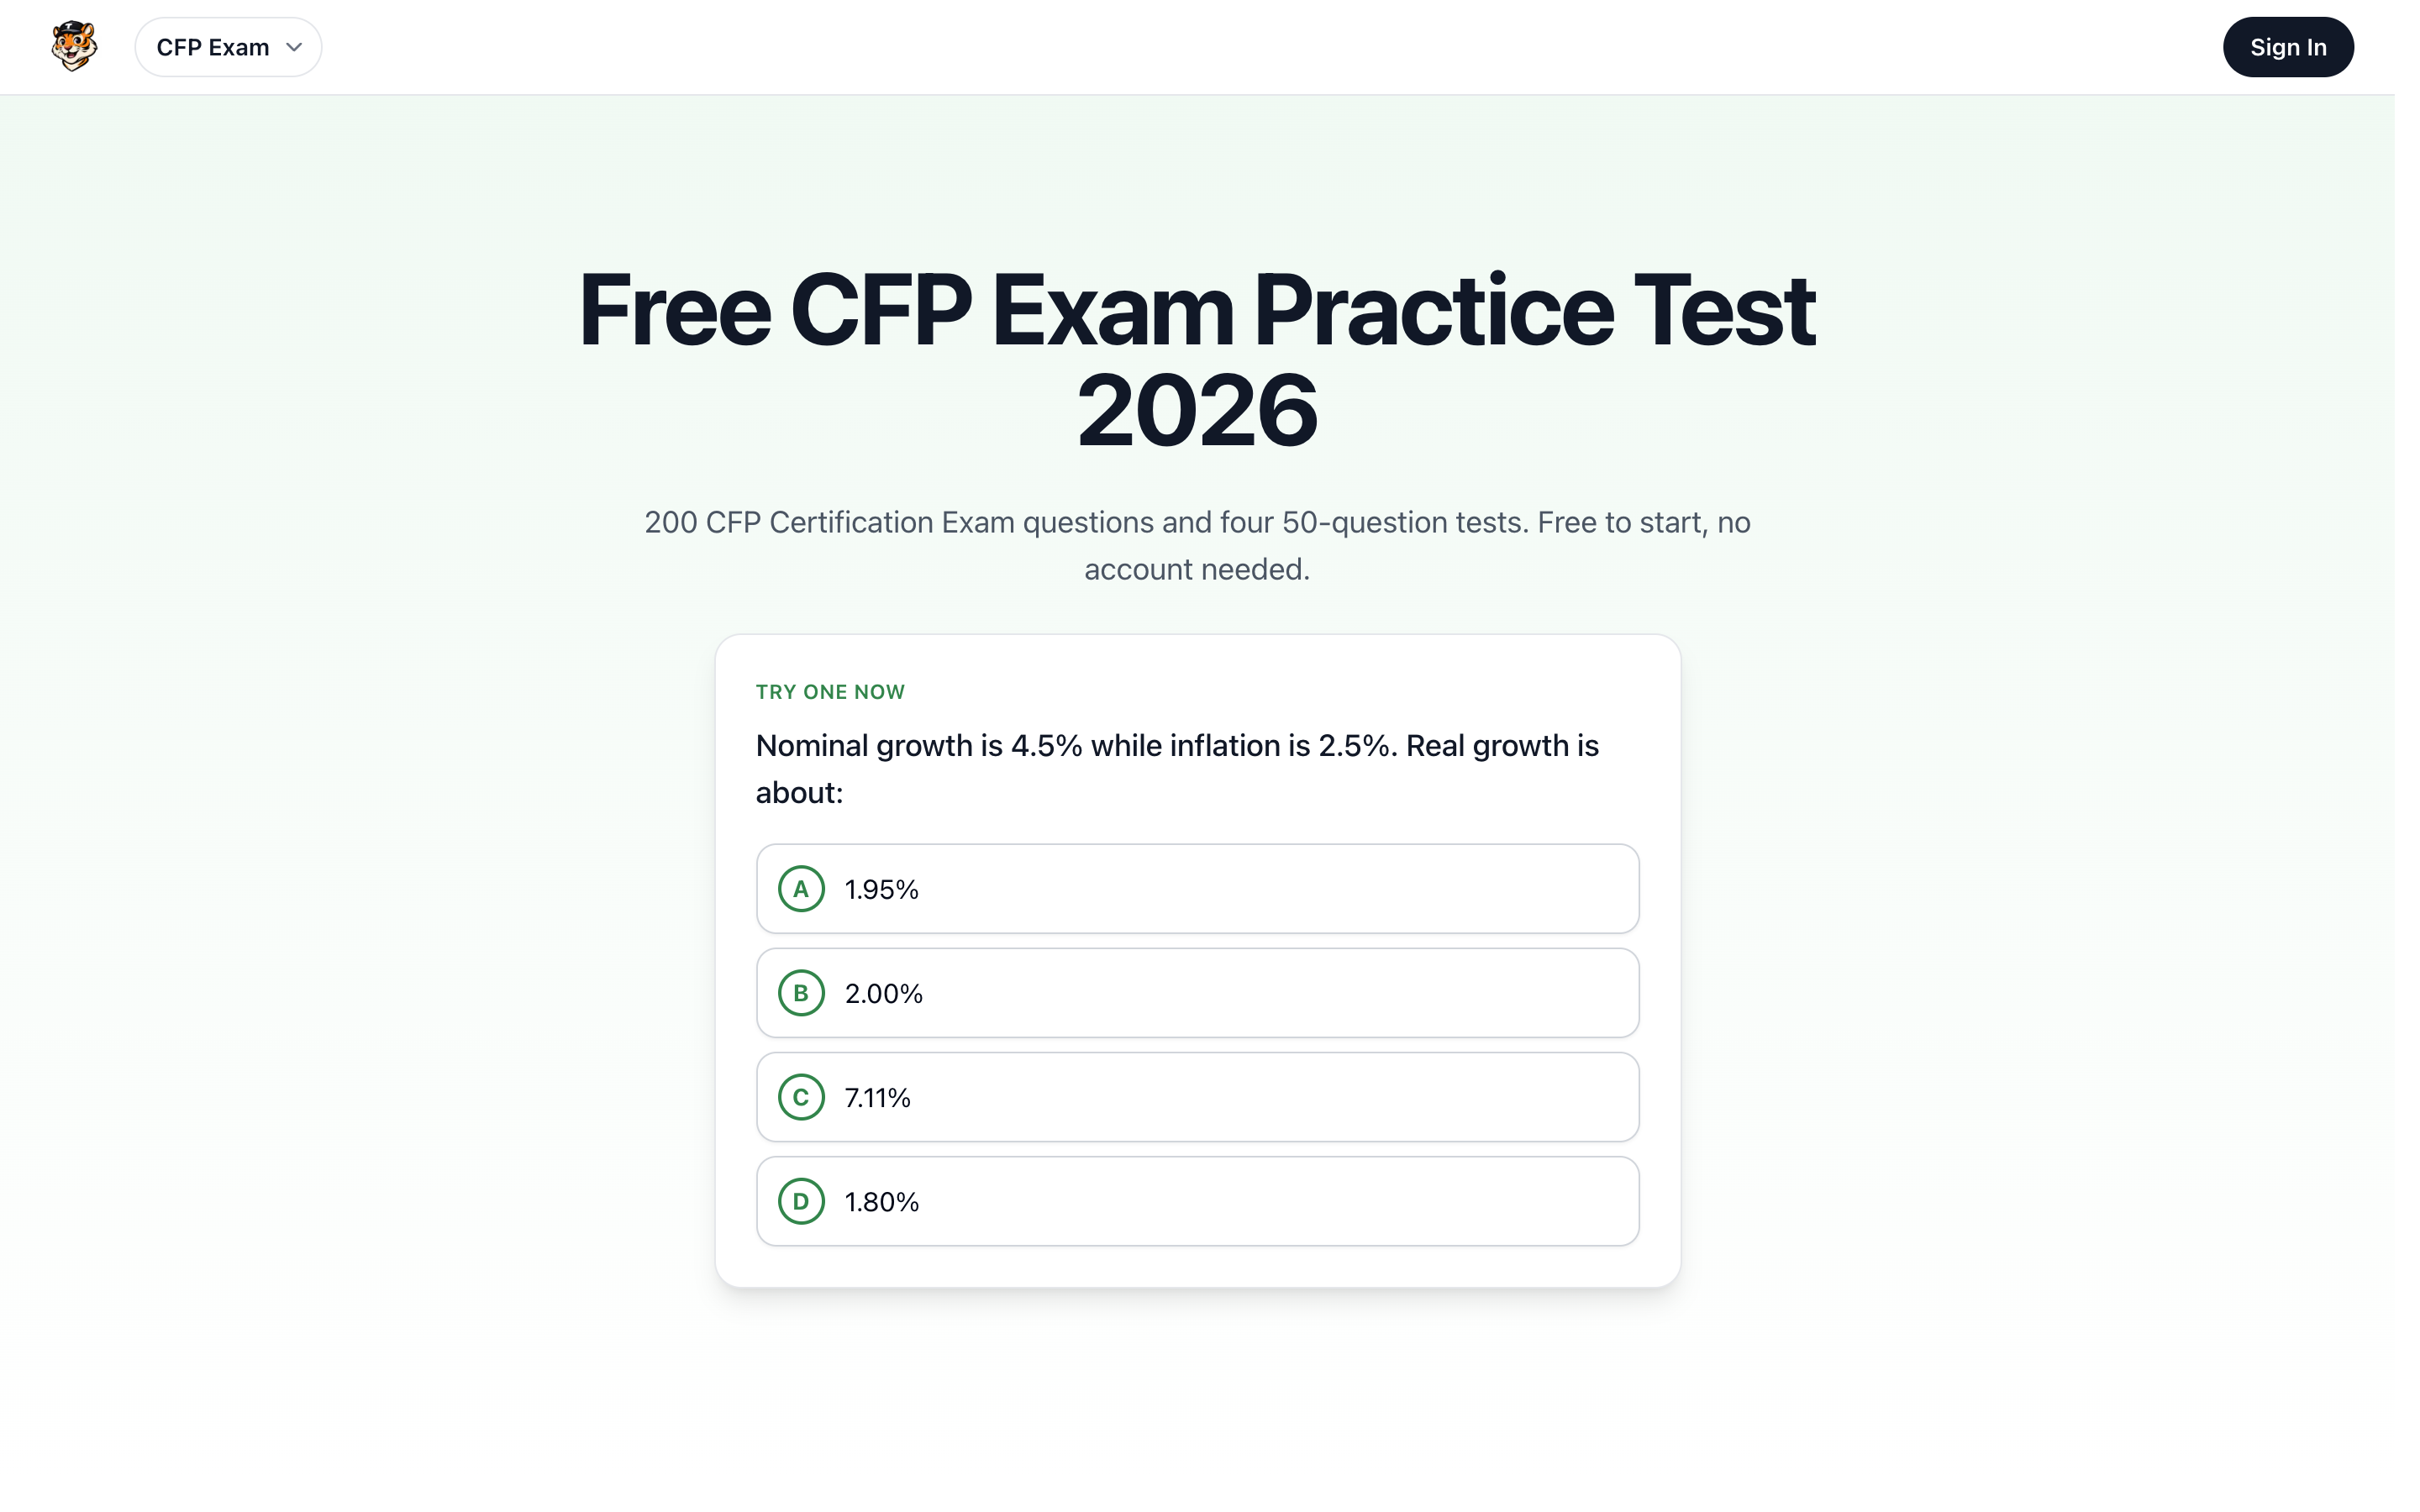 CFP Exam
Sign In
Free CFP Exam Practice Test
2026
200 CFP Certification Exam questions and four 50-question tests. Free to start, no
account needed.
TRY ONE NOW
Nominal growth is 4.5% while inflation is 2.5%. Real growth is
about:
A 1.95%
B 2.00%
C 7.11%
D 1.80%